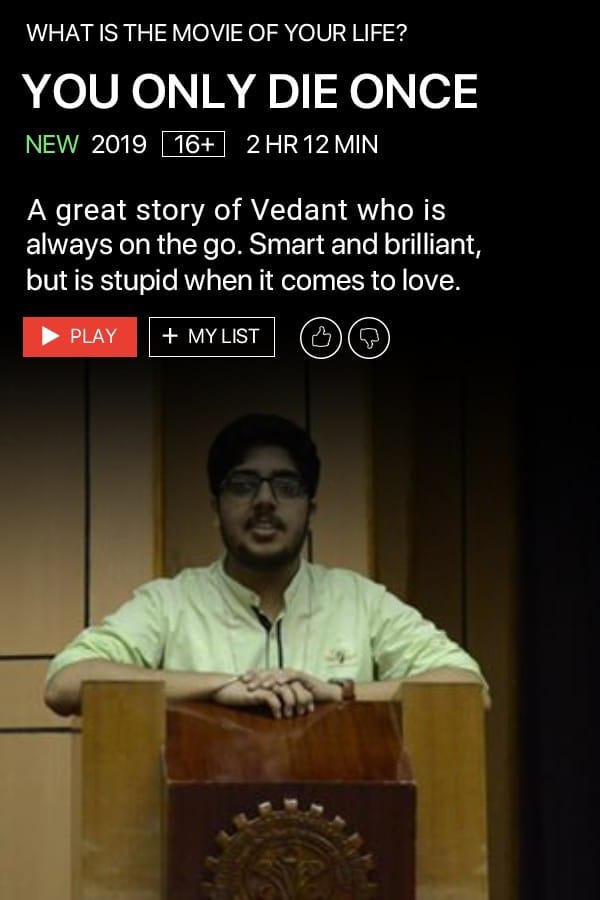 WHAT IS THE MOVIE OF YOUR LIFE?
YOU ONLY DIE ONCE
NEW 2019 16+ 2 HR 12 MIN
A great story of Vedant who is
always on the go. Smart and brilliant,
but is stupid when it comes to love.
PLAY + MY LIST